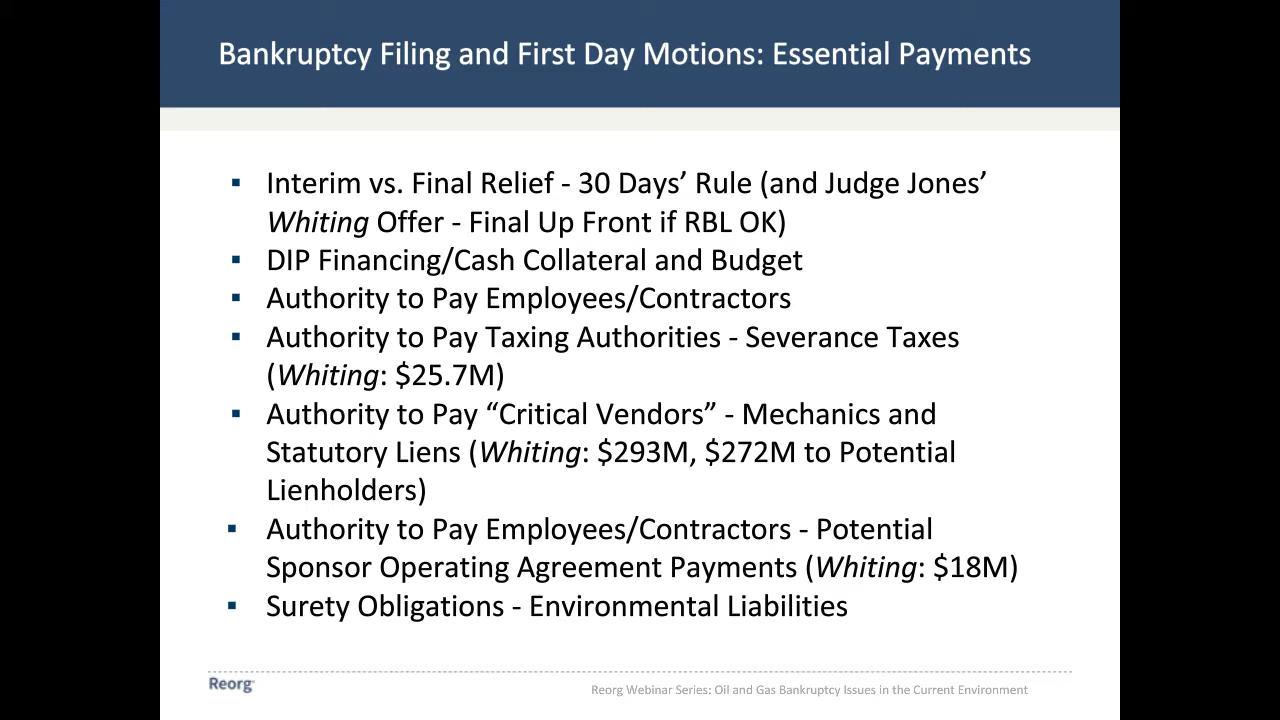 Bankruptcy Filing and First Day Motions: Essential Payments
▪ Interim vs. Final Relief - 30 Days’ Rule (and Judge Jones’
Whiting Offer - Final Up Front if RBL OK)
▪ DIP Financing/Cash Collateral and Budget
▪ Authority to Pay Employees/Contractors
▪ Authority to Pay Taxing Authorities - Severance Taxes
(Whiting: $25.7M)
▪ Authority to Pay “Critical Vendors” - Mechanics and
Statutory Liens (Whiting: $293M, $272M to Potential
Lienholders)
▪ Authority to Pay Employees/Contractors - Potential
Sponsor Operating Agreement Payments (Whiting: $18M)
▪ Surety Obligations - Environmental Liabilities
Reorg
Reorg Webinar Series: Oil and Gas Bankruptcy Issues in the Current Environment